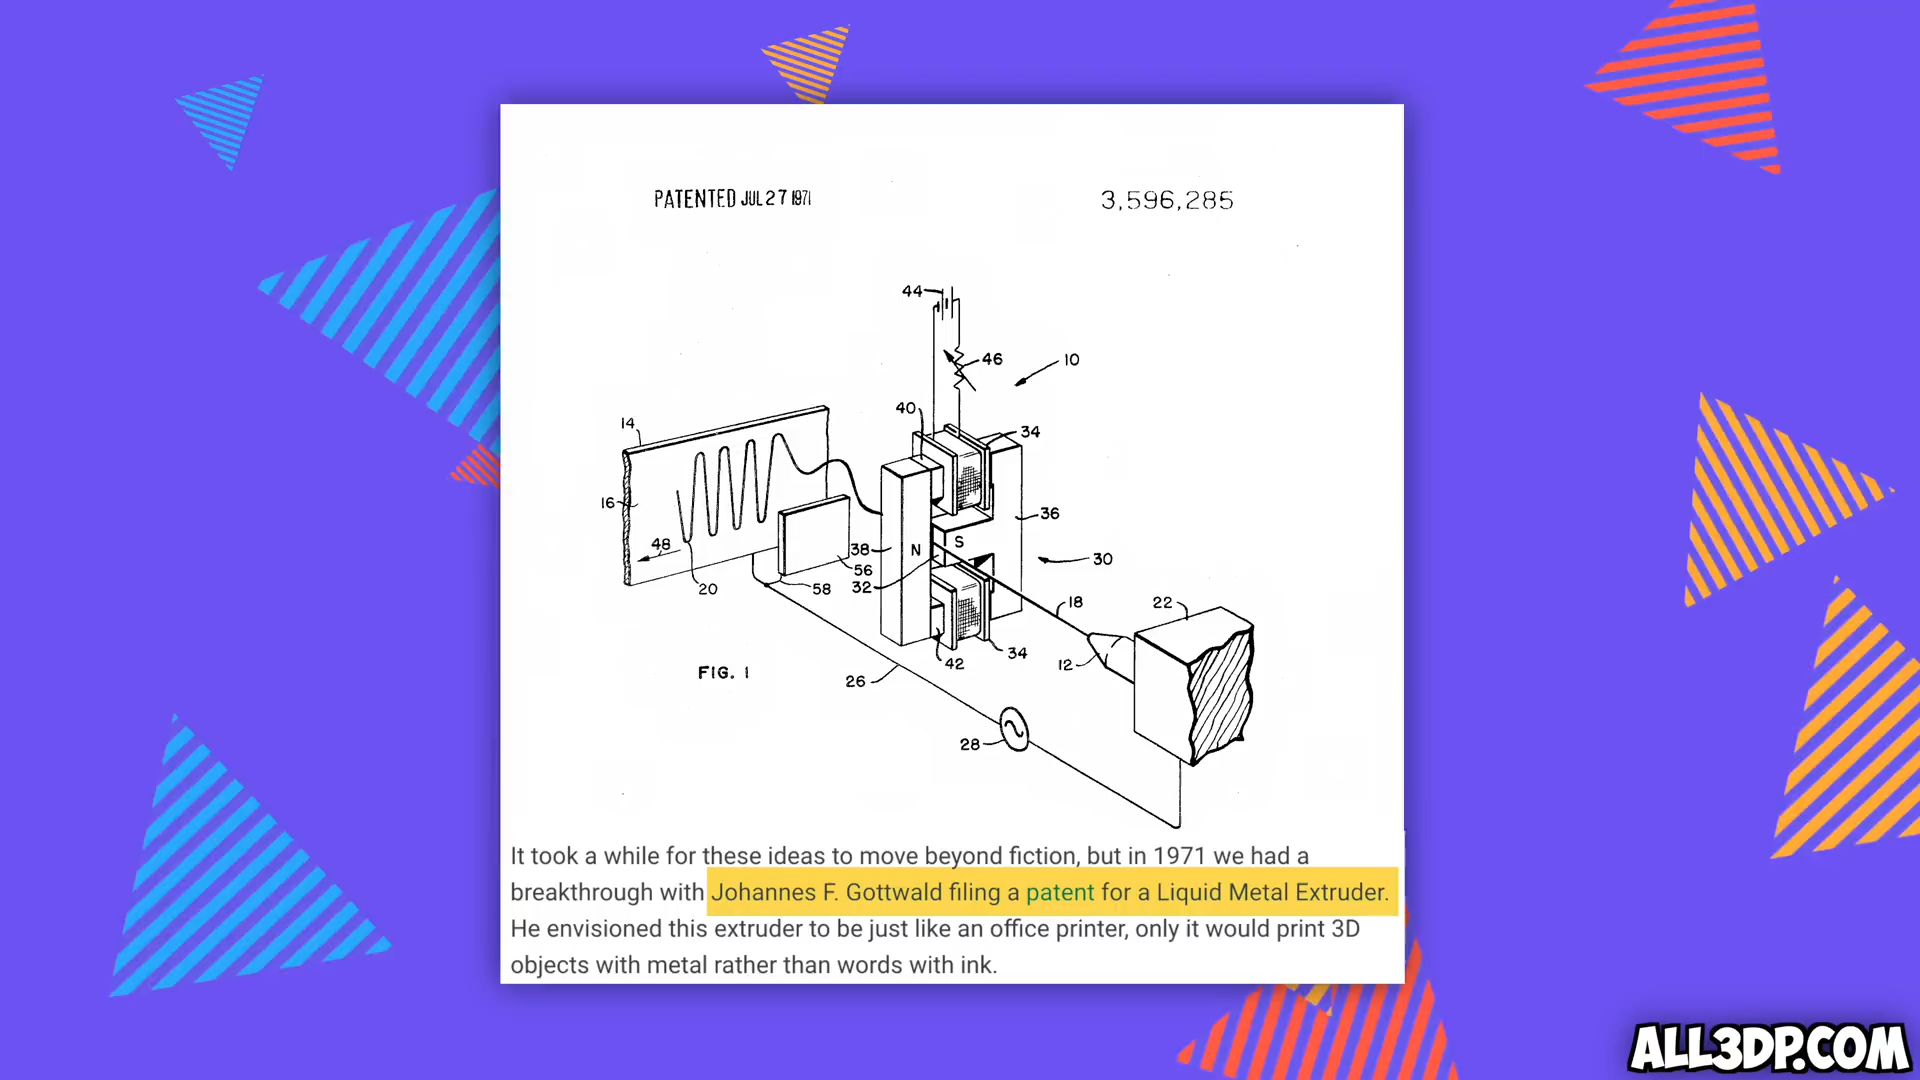 PATENTED JUL 27 1971
3,596,285
44
46
10
40
34
14
16
36
38
N
S
48
56
30
20
58
32
18
22
12
42
34
FIG. 1
26
28
It took a while for these ideas to move beyond fiction, but in 1971 we had a
breakthrough with Johannes F. Gottwald filing a patent for a Liquid Metal Extruder.
He envisioned this extruder to be just like an office printer, only it would print 3D
objects with metal rather than words with ink.
ALL3DP.COM